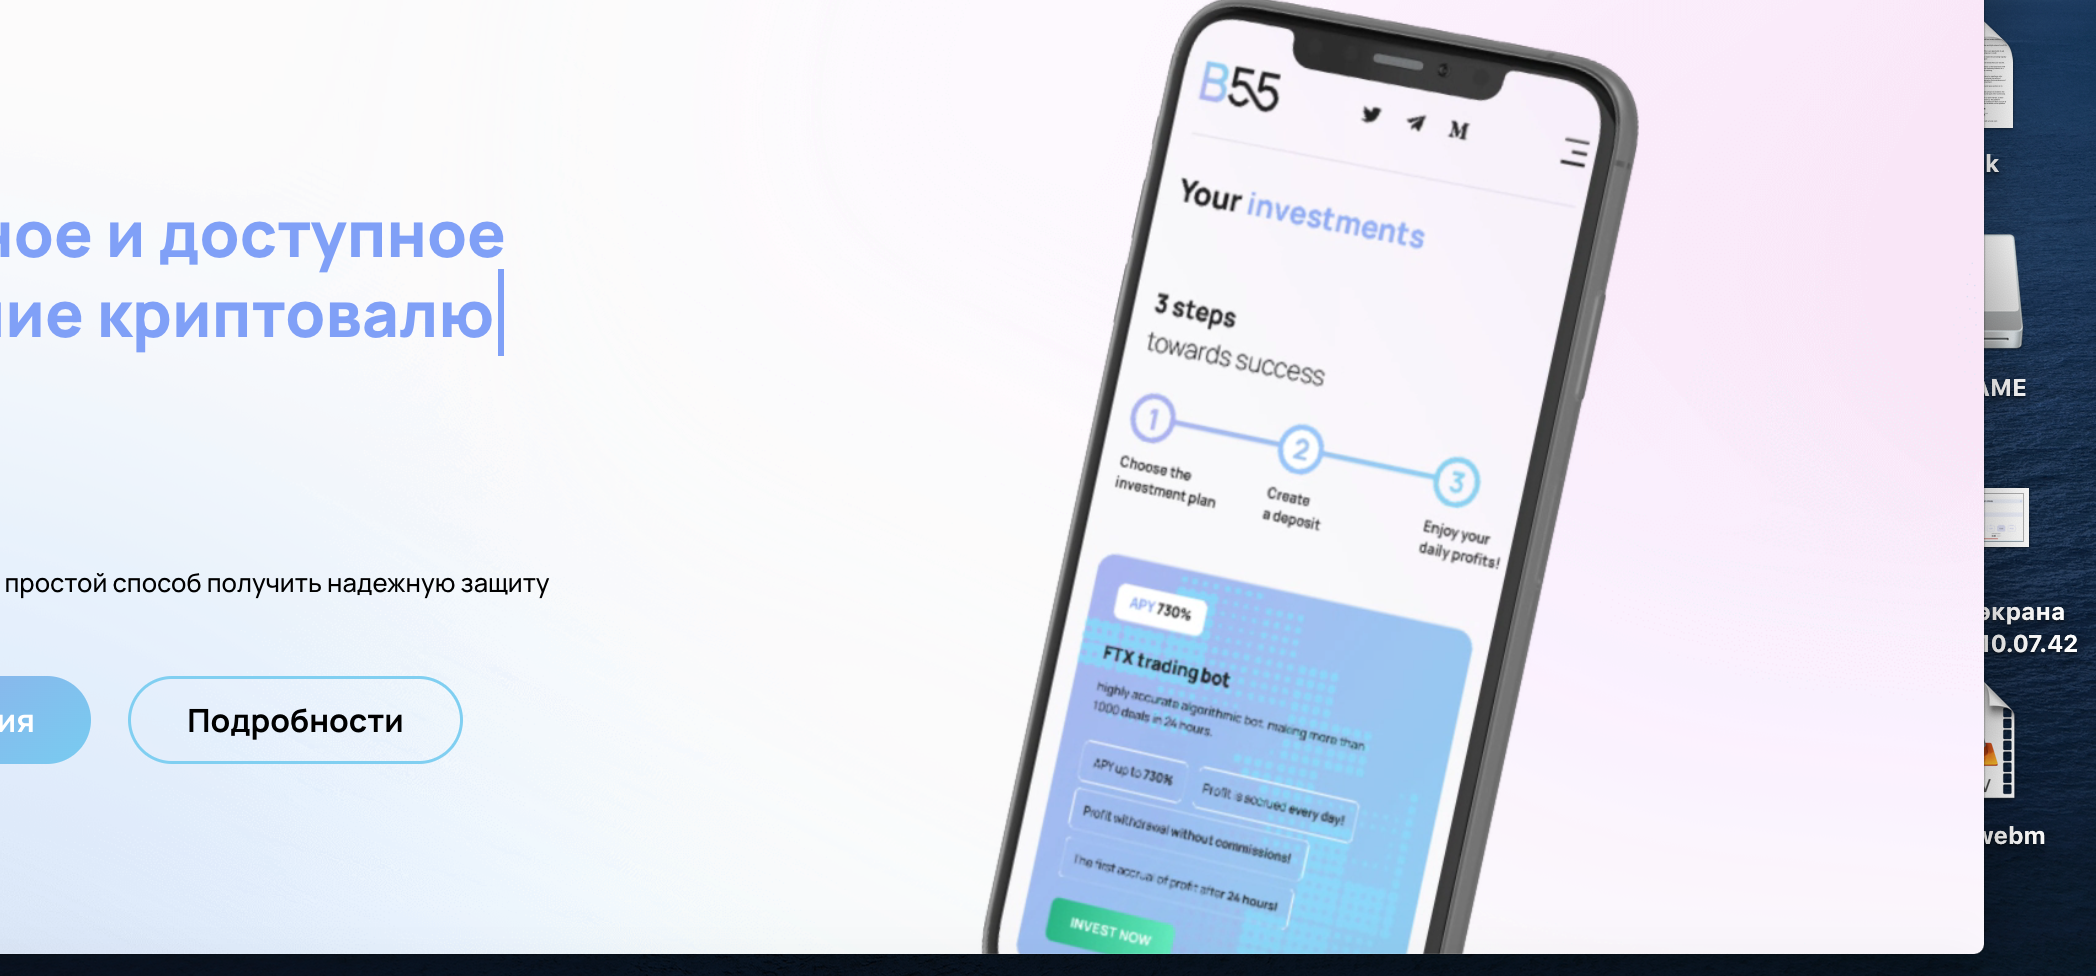 ное и доступное
ние криптовалю
простой способ получить надежную защиту
ия
Подробности
B55
M
Your investments
3 steps
towards success
1
2
3
Choose the
investment plan
Create
a deposit
Enjoy your
daily profits!
APY 730%
FTX trading bot
highly accurate algorithmic bot, making more than
1000 deals in 24 hours.
APY up to 730%
Profit is accrued every day!
Profit withdrawal without commissions!
The first accrual of profit after 24 hours!
INVEST NOW
k
AME
экрана
10.07.42
V
webm